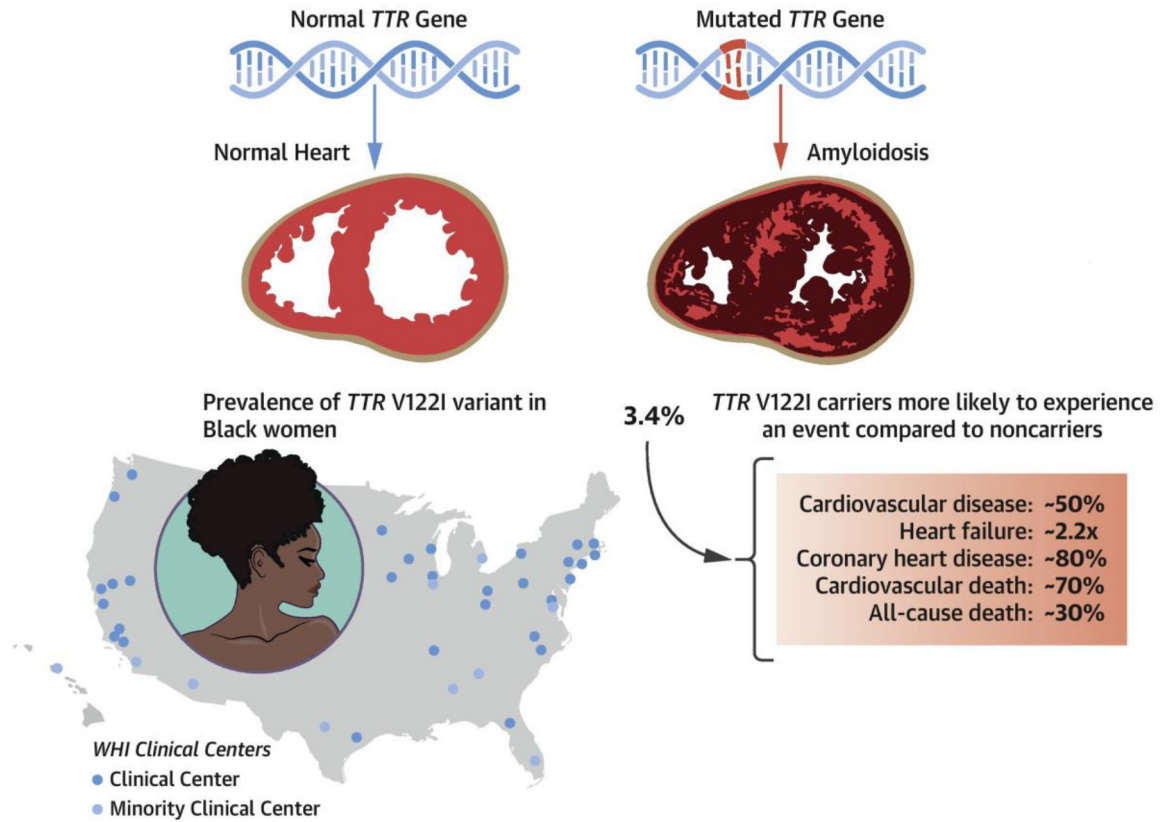 Normal TTR Gene
Mutated TTR Gene
Normal Heart
Amyloidosis
Prevalence of TTR V122I variant in
Black women
3.4%
TTR V122I carriers more likely to experience
an event compared to noncarriers
Cardiovascular disease: ~50%
Heart failure: ~2.2x
Coronary heart disease: ~80%
Cardiovascular death: ~70%
All-cause death: ~30%
WHI Clinical Centers
Clinical Center
Minority Clinical Center